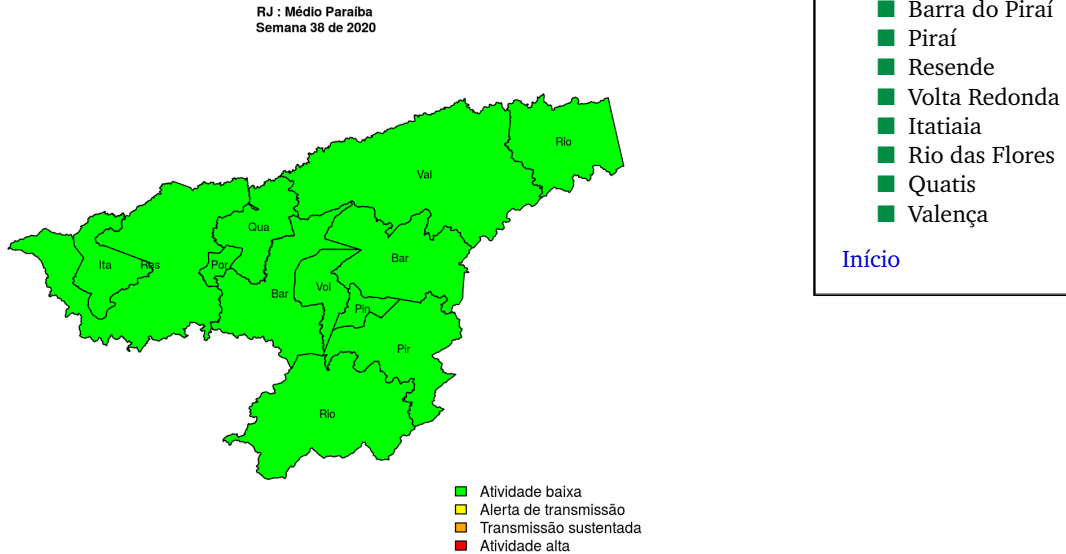 RJ : Médio Paraíba
Semana 38 de 2020
Rio
Val
Qua
Ita
Res
Por
Bar
Bar
Vol
Pin
Pir
Rio
Atividade baixa
Alerta de transmissão
Transmissão sustentada
Atividade alta
Barra do Piraí
Piraí
Resende
Volta Redonda
Itatiaia
Rio das Flores
Quatis
Valença
Início